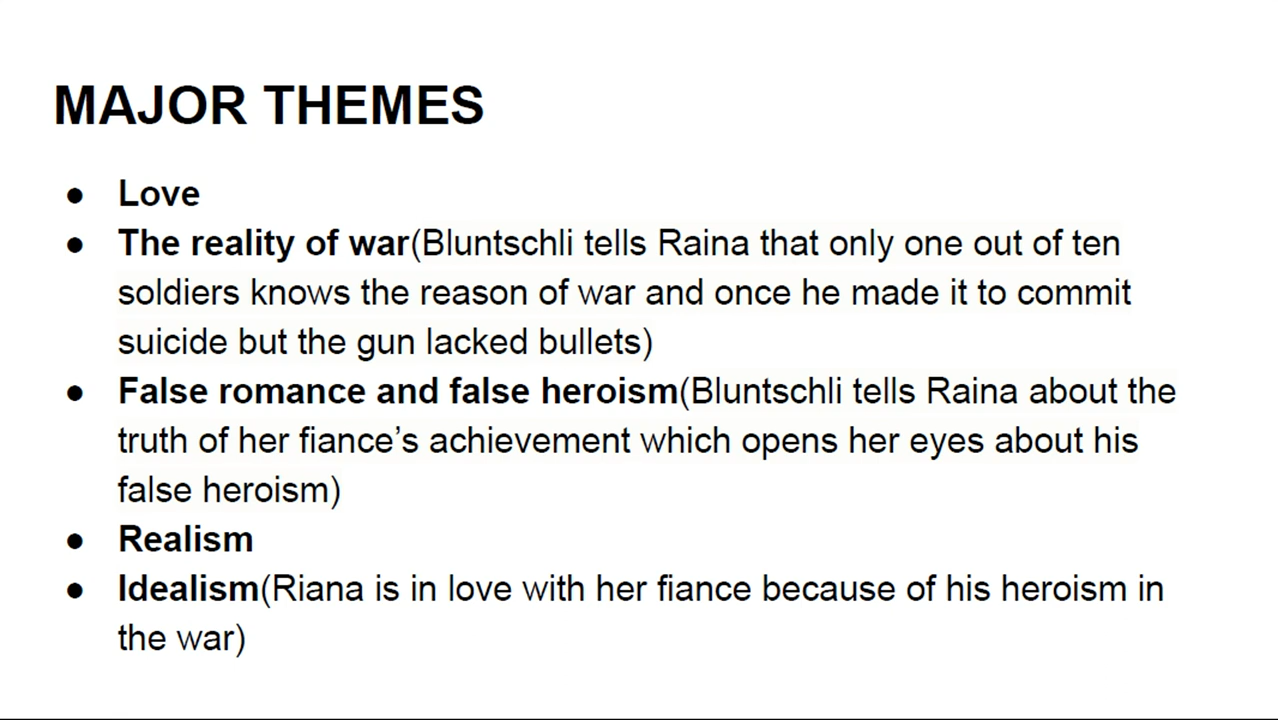 MAJOR THEMES
● Love
● The reality of war(Bluntschli tells Raina that only one out of ten
soldiers knows the reason of war and once he made it to commit
suicide but the gun lacked bullets)
● False romance and false heroism(Bluntschli tells Raina about the
truth of her fiance’s achievement which opens her eyes about his
false heroism)
● Realism
● Idealism(Riana is in love with her fiance because of his heroism in
the war)